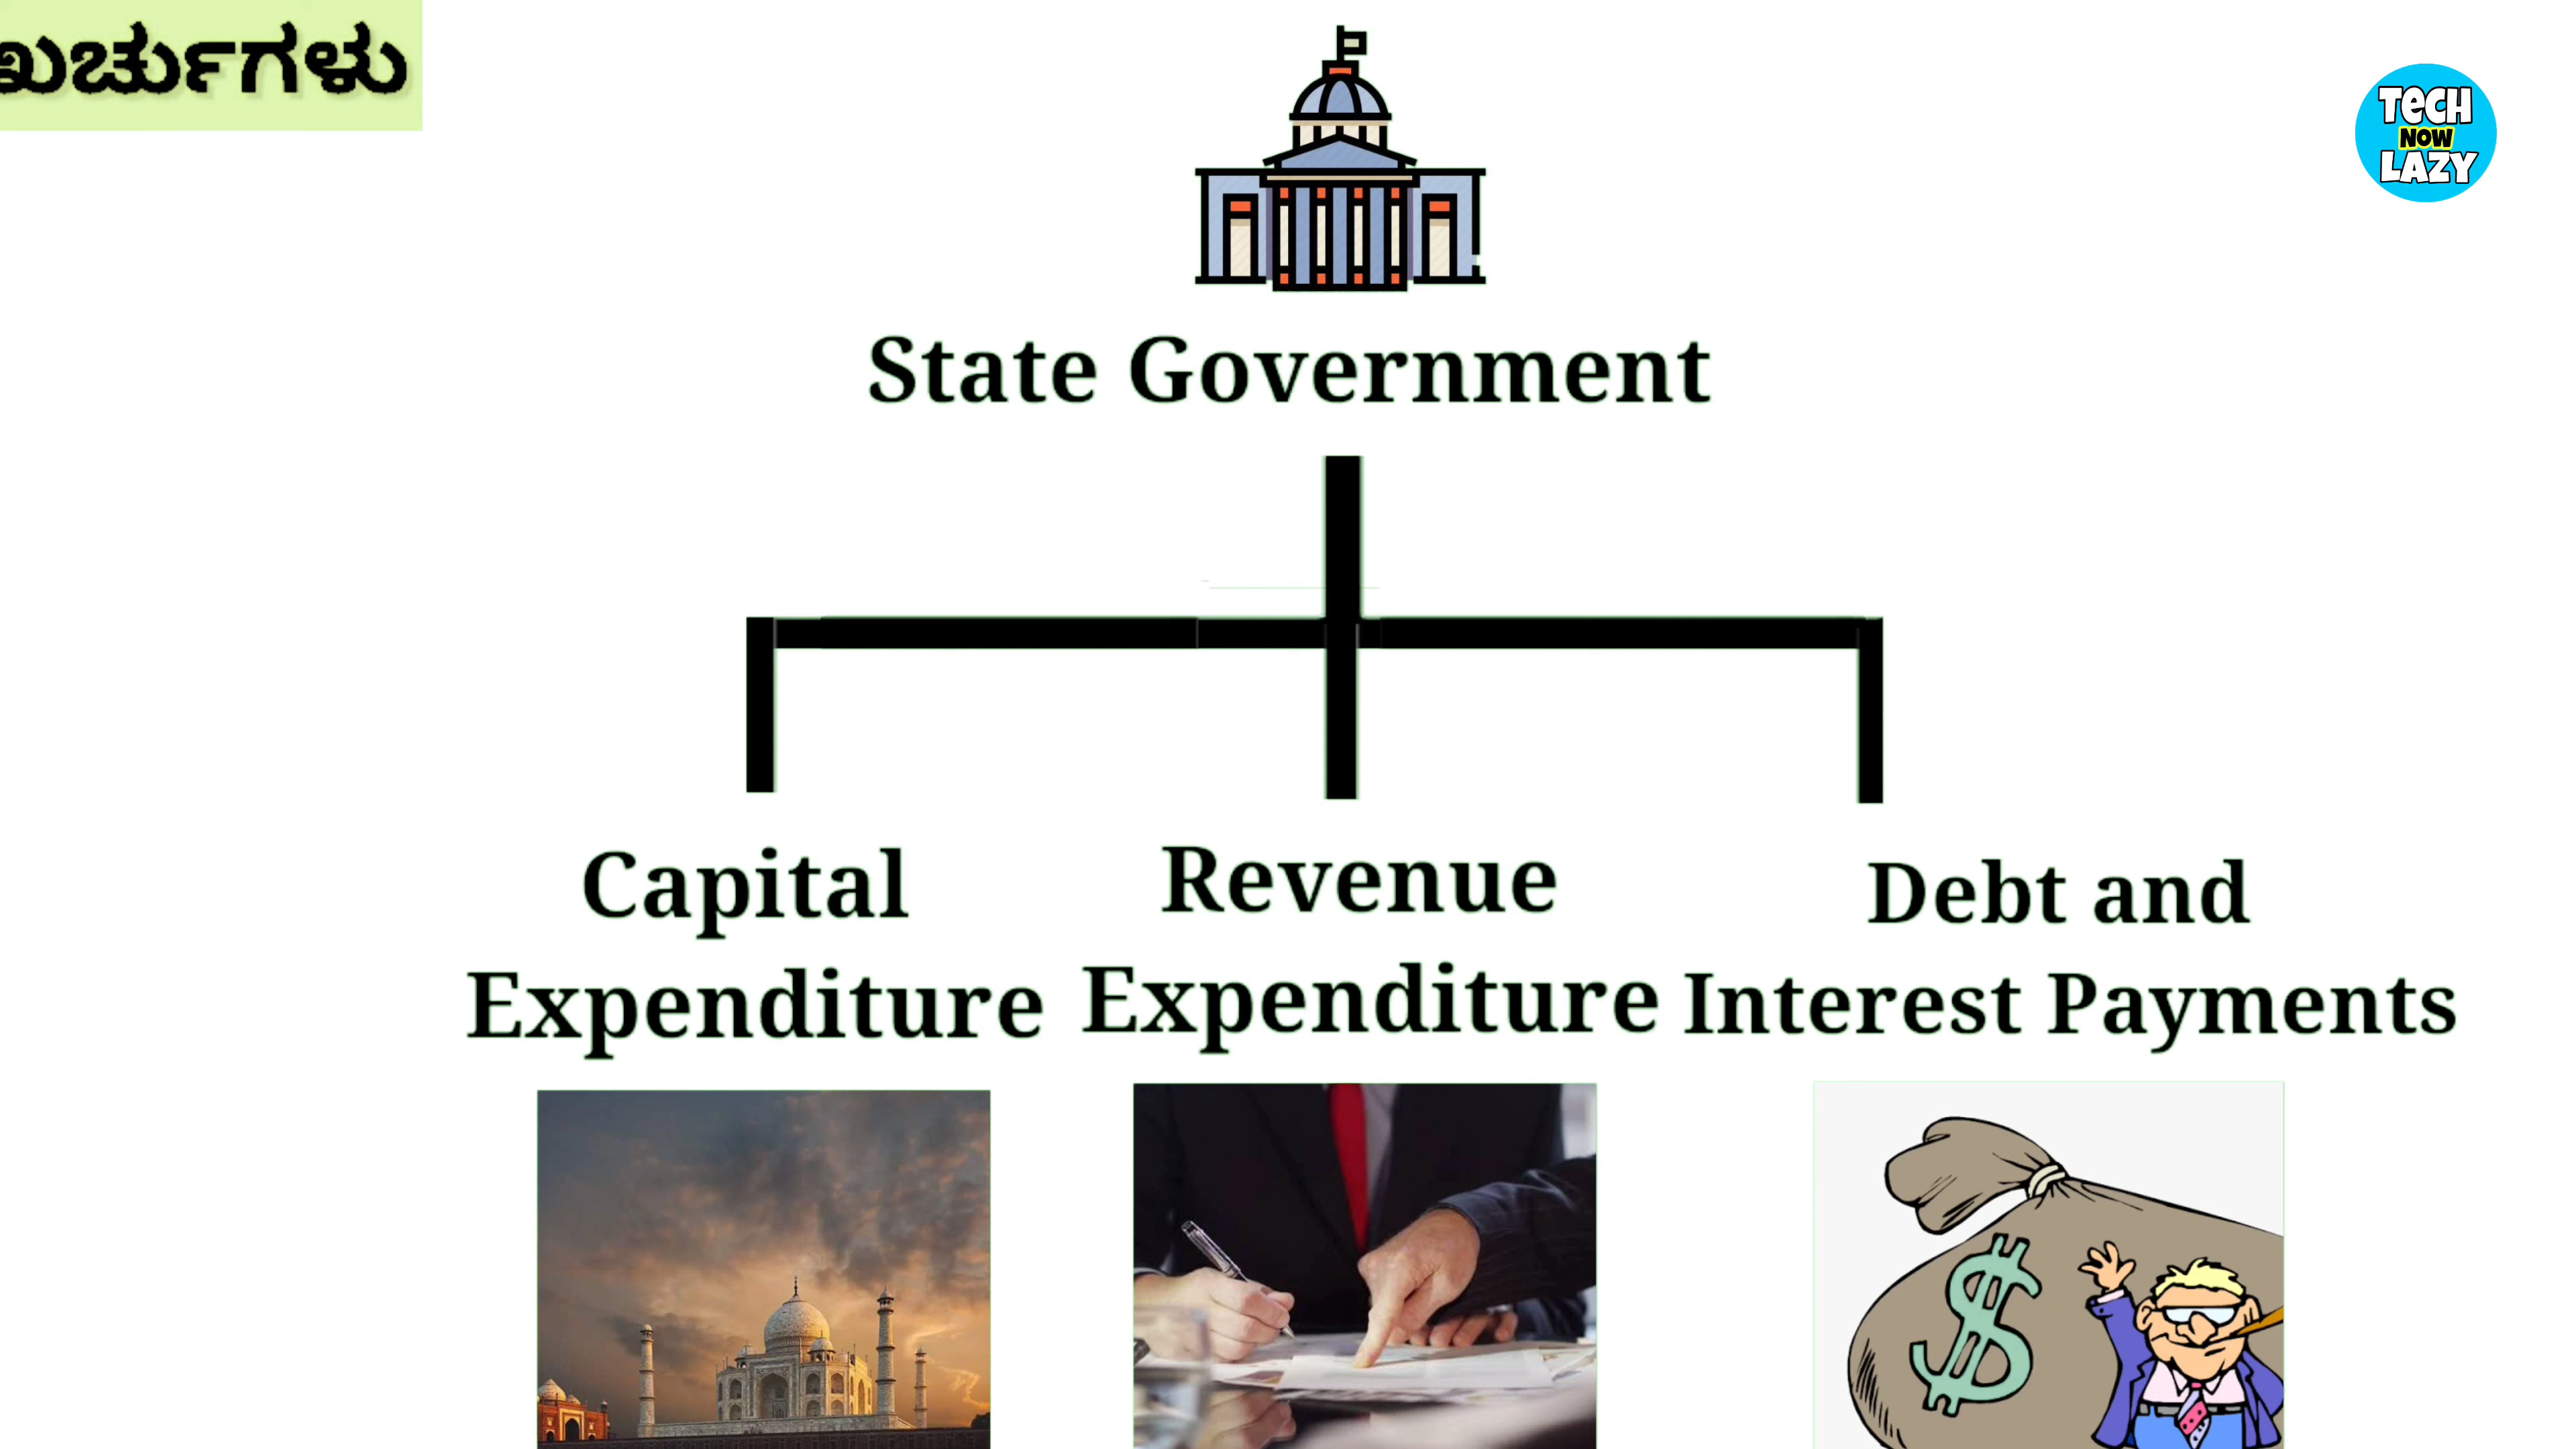 ಖರ್ಚುಗಳು
TECH
NOW
LAZY
State Government
Capital
Expenditure
Revenue
Expenditure
Debt and
Interest Payments
$